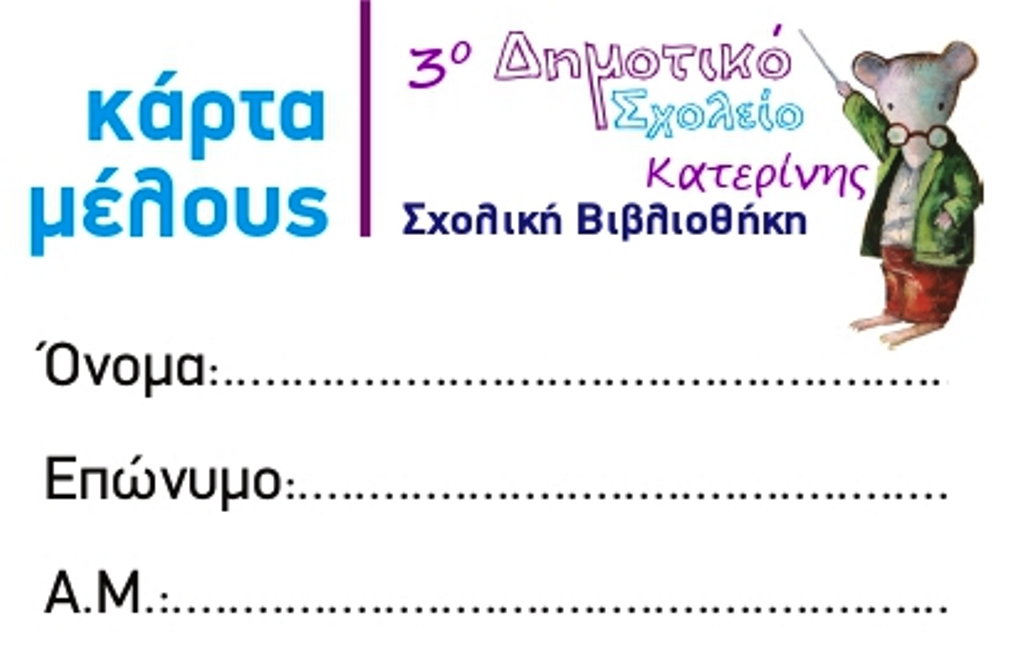 κάρτα
μέλους
3ο Δημοτικό
Σχολείο
Κατερίνης
Σχολική Βιβλιοθήκη
Όνομα:..........................................................
Επώνυμο:.....................................................
Α.Μ.:.............................................................